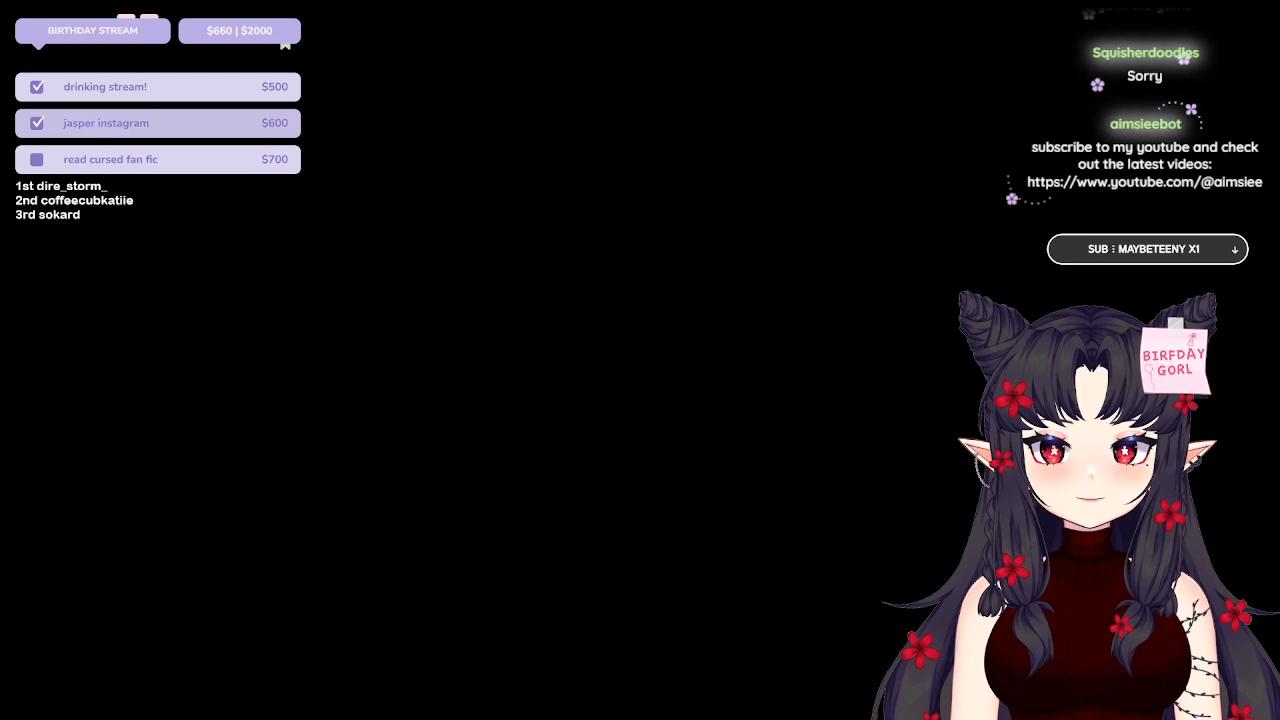 BIRTHDAY STREAM
$660 | $2000
drinking stream! $500
jasper instagram $600
read cursed fan fic $700
1st dire_storm_
2nd coffeecubkatiie
3rd sokard
Squisherdoodles
Sorry
aimsieebot
subscribe to my youtube and check
out the latest videos:
https://www.youtube.com/@aimsiee
SUB : MAYBETEENY X1 ↓
BIRFDAY
GORL